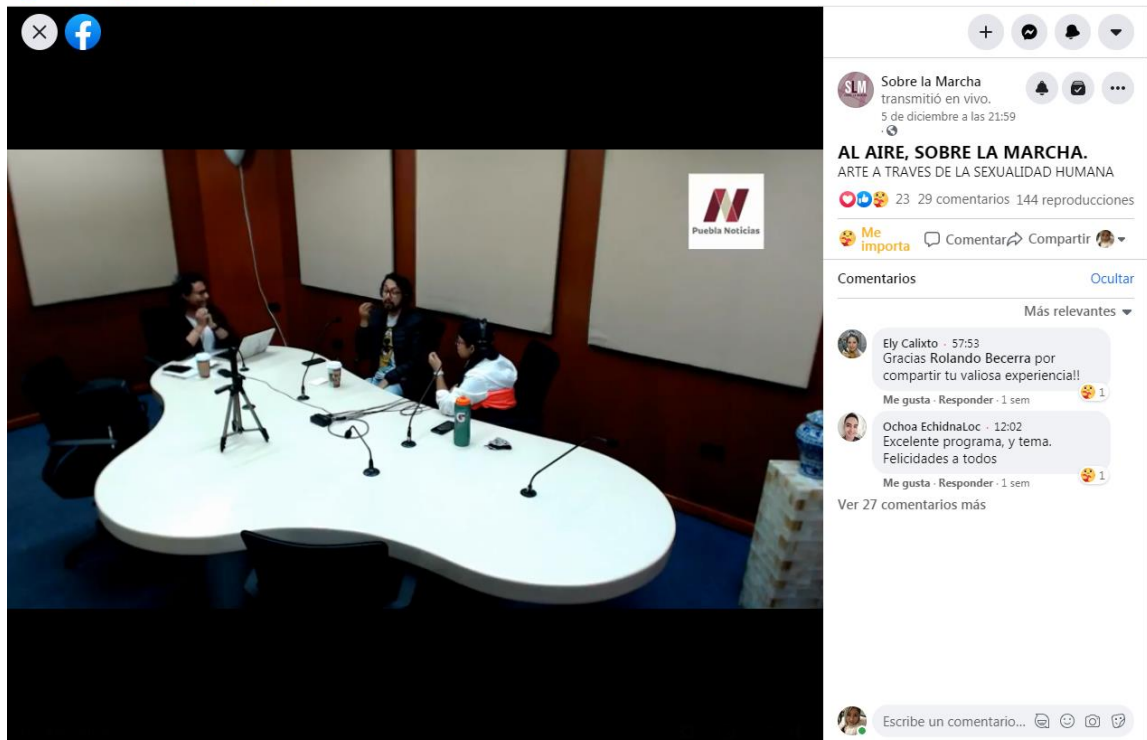 Puebla Noticias
G
SLM
Sobre la Marcha
transmitió en vivo.
5 de diciembre a las 21:59
AL AIRE, SOBRE LA MARCHA.
ARTE A TRAVES DE LA SEXUALIDAD HUMANA
23 29 comentarios 144 reproducciones
Me importa Comentar Compartir
Comentarios Ocultar
Más relevantes
Ely Calixto · 57:53
Gracias Rolando Becerra por
compartir tu valiosa experiencia!!
1
Me gusta · Responder · 1 sem
Ochoa EchidnaLoc · 12:02
Excelente programa, y tema.
Felicidades a todos
1
Me gusta · Responder · 1 sem
Ver 27 comentarios más
Escribe un comentario...